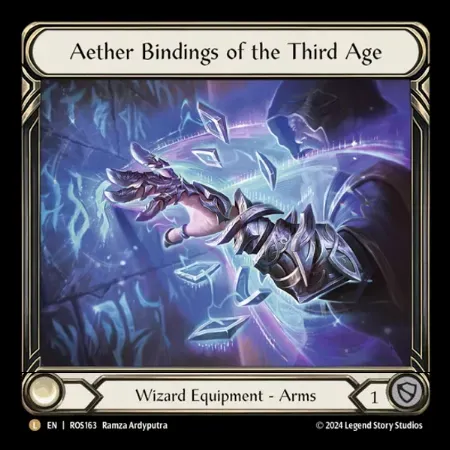 Aether Bindings of the Third Age
Wizard Equipment - Arms
1
L EN | ROS163 Ramza Ardyputra © 2024 Legend Story Studios